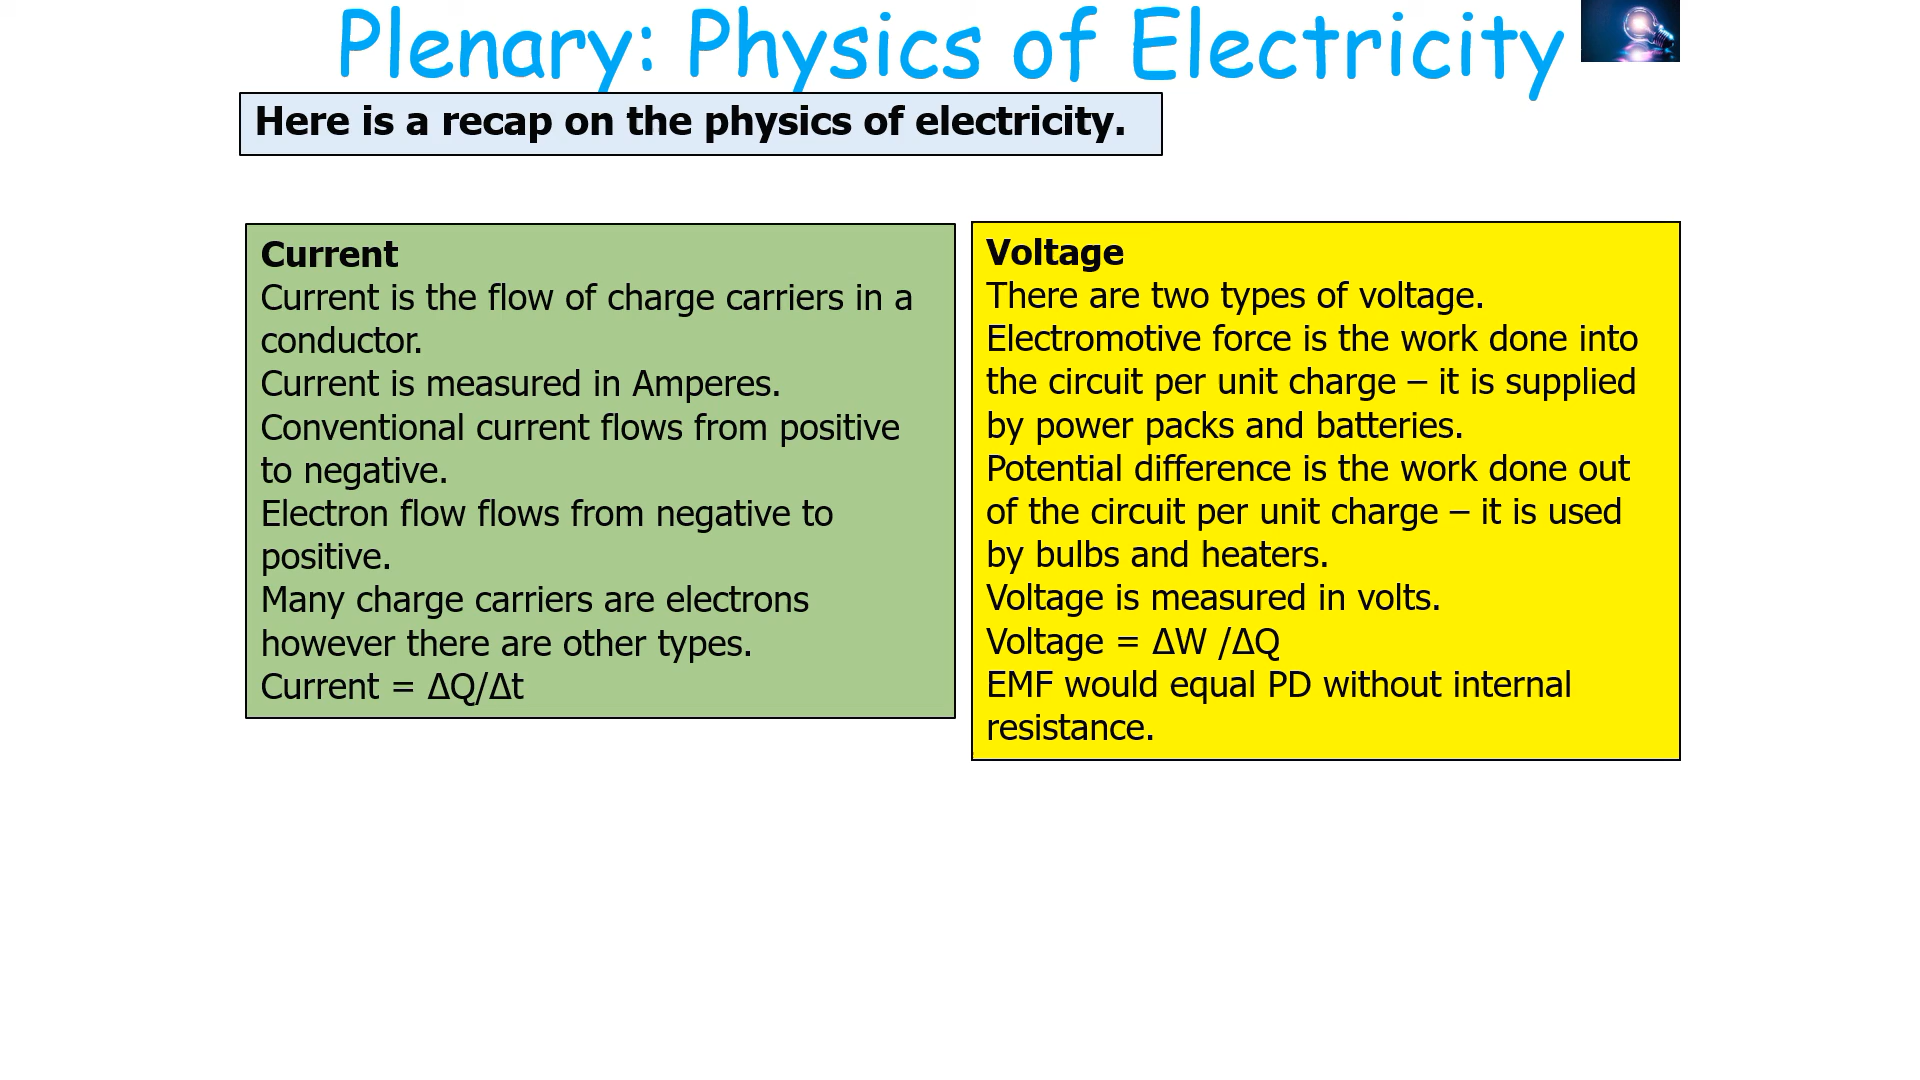 Plenary: Physics of Electricity
Here is a recap on the physics of electricity.
Current
Current is the flow of charge carriers in a
conductor.
Current is measured in Amperes.
Conventional current flows from positive
to negative.
Electron flow flows from negative to
positive.
Many charge carriers are electrons
however there are other types.
Current = ΔQ/Δt
Voltage
There are two types of voltage.
Electromotive force is the work done into
the circuit per unit charge – it is supplied
by power packs and batteries.
Potential difference is the work done out
of the circuit per unit charge – it is used
by bulbs and heaters.
Voltage is measured in volts.
Voltage = ΔW /ΔQ
EMF would equal PD without internal
resistance.